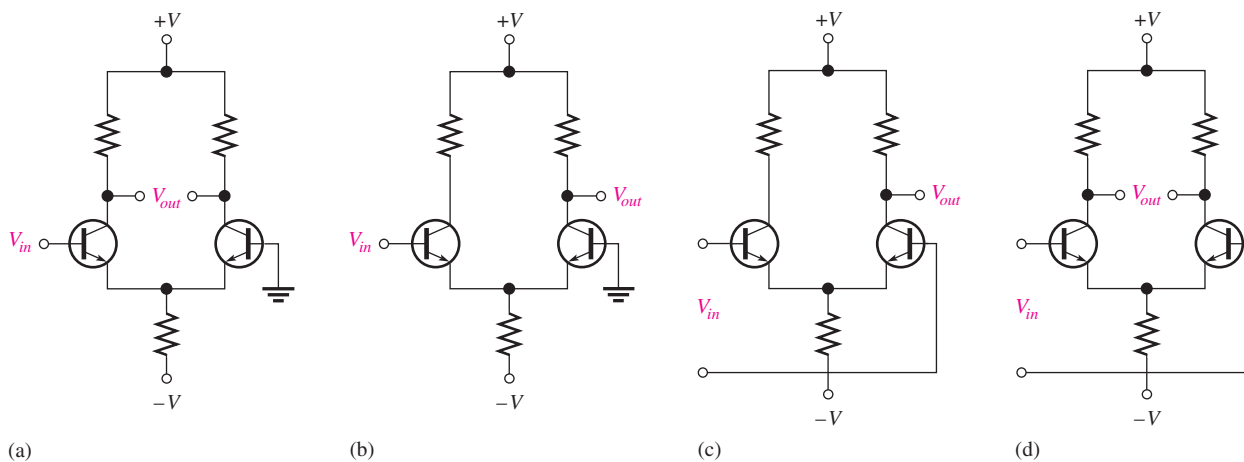 +V +V +V +V
V_out V_out V_out V_out
V_in V_in
V_in V_in
−V −V −V −V
(a) (b) (c) (d)